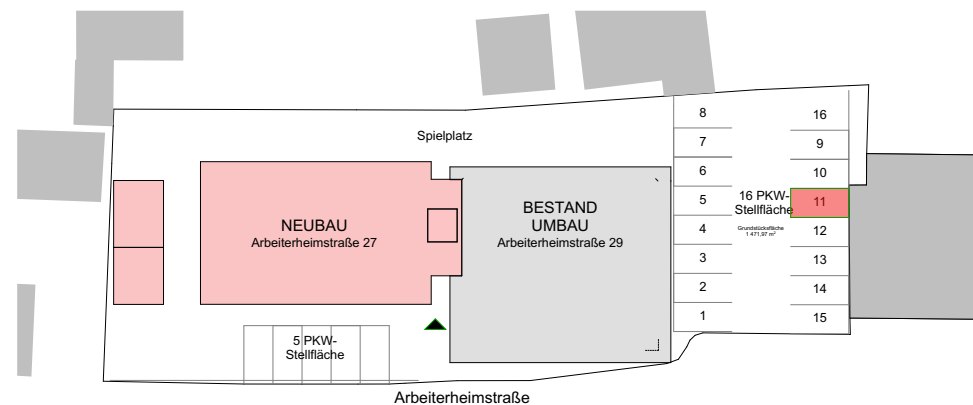 Spielplatz
NEUBAU
Arbeiterheimstraße 27
BESTAND
UMBAU
Arbeiterheimstraße 29
5 PKW-
Stellfläche
8
7
6
5
4
3
2
1
16 PKW-
Stellfläche
Grundstücksfläche
1 471,97 m²
16
9
10
11
12
13
14
15
Arbeiterheimstraße